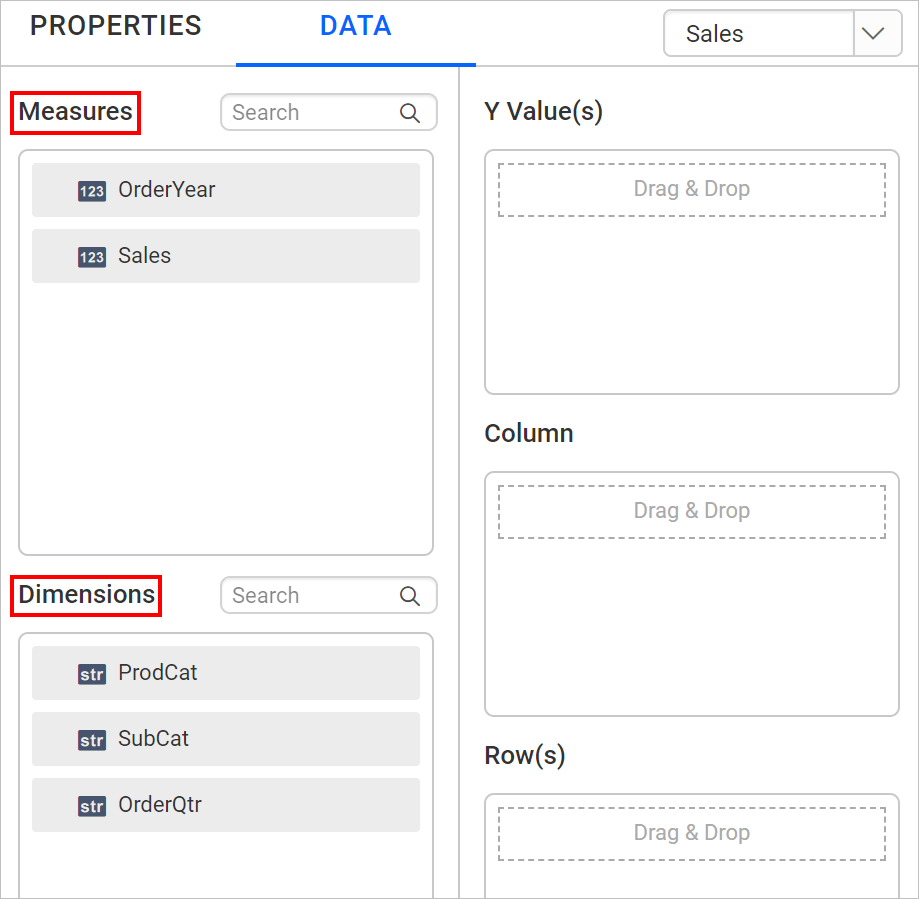 PROPERTIES
DATA
Sales
Measures
Search
123 OrderYear
123 Sales
Dimensions
Search
str ProdCat
str SubCat
str OrderQtr
Y Value(s)
Drag & Drop
Column
Drag & Drop
Row(s)
Drag & Drop